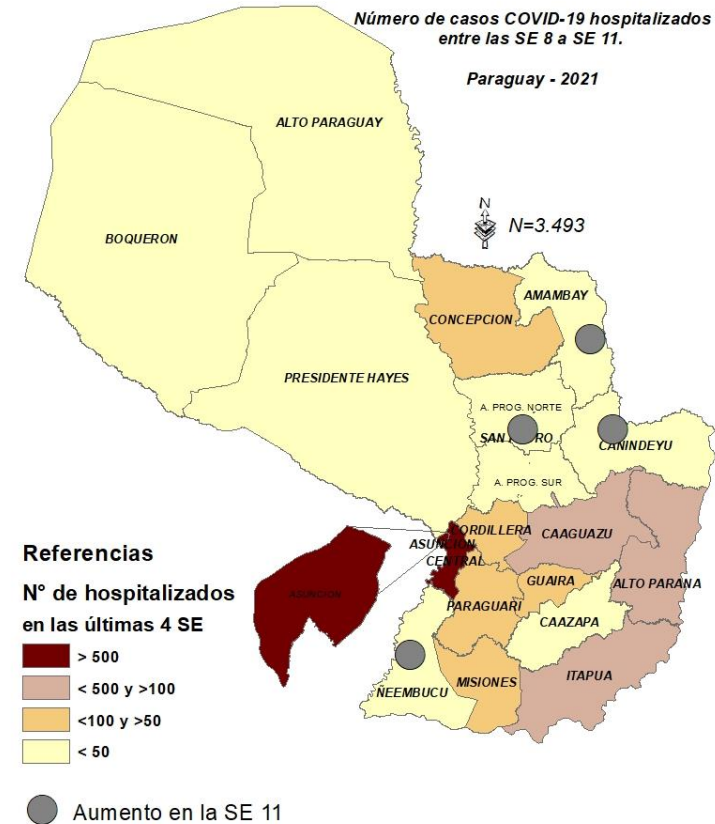 Número de casos COVID-19 hospitalizados
entre las SE 8 a SE 11.
Paraguay - 2021
ALTO PARAGUAY
BOQUERON
N
N=3.493
AMAMBAY
CONCEPCION
PRESIDENTE HAYES
A. PROG. NORTE
SAN
CANINDEYU
A. PROG. SUR
CORDILLERA
CAAGUAZU
ASUNCION
CENTRAL
ASUNCION
GUAIRA
ALTO PARANA
PARAGUARI
CAAZAPA
ITAPUA
MISIONES
ÑEEMBUCU
Referencias
N° de hospitalizados
en las últimas 4 SE
> 500
< 500 y >100
<100 y >50
< 50
Aumento en la SE 11